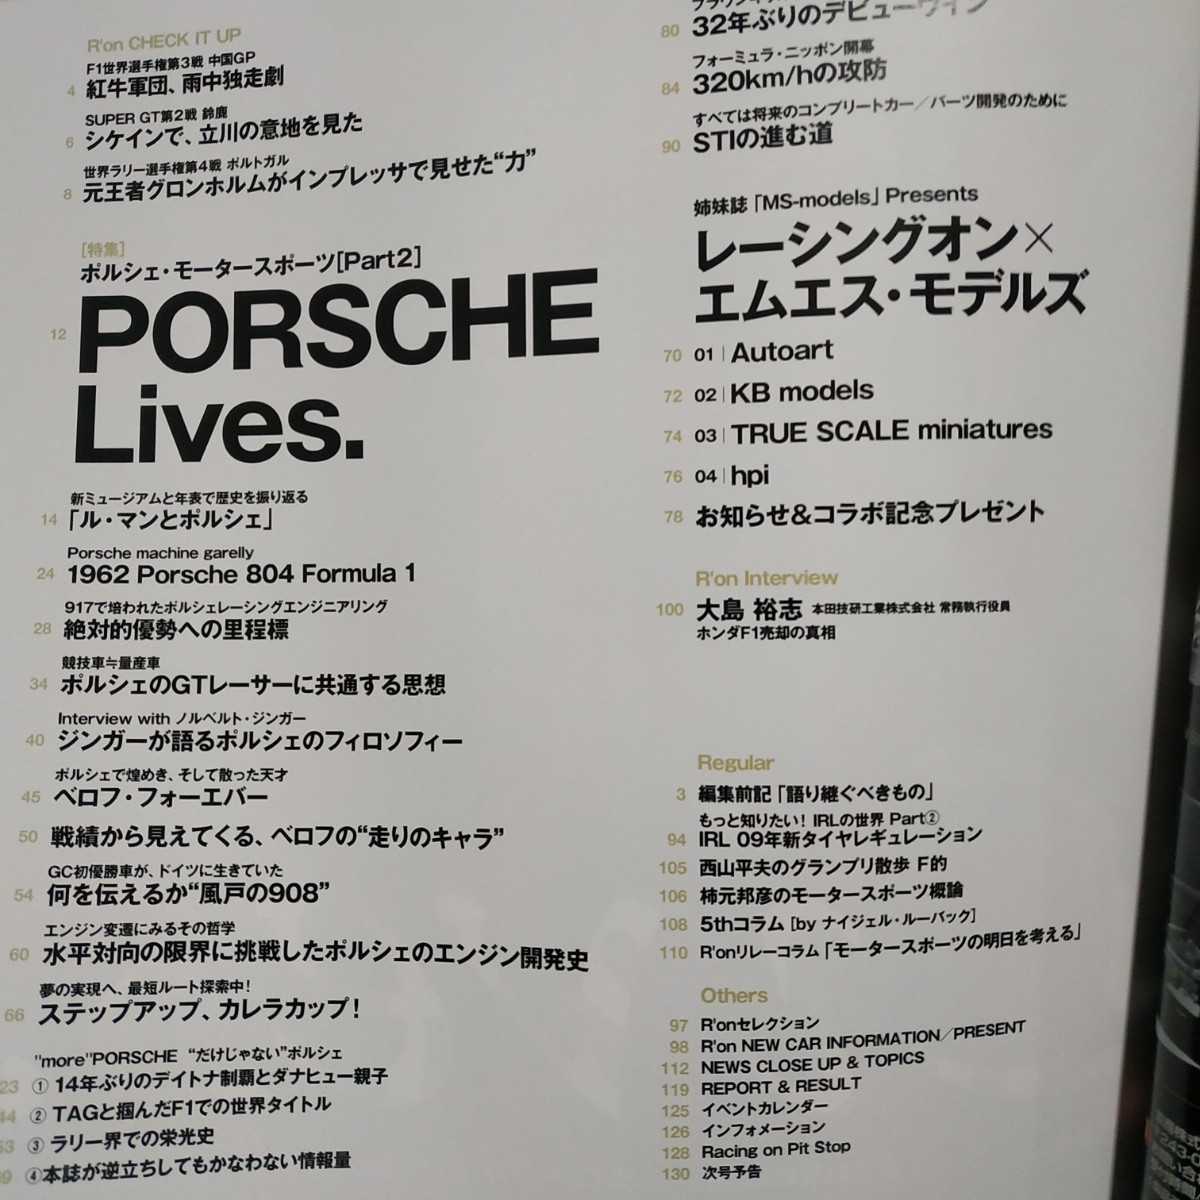 R'on CHECK IT UP
F1世界選手権第3戦 中国GP
4 紅牛軍団、雨中独走劇
SUPER GT第2戦 鈴鹿
6 シケインで、立川の意地を見た
世界ラリー選手権第4戦 ポルトガル
8 元王者グロンホルムがインプレッサで見せた“力”
[特集]
ポルシェ・モータースポーツ[Part2]
12 PORSCHE
Lives.
新ミュージアムと年表で歴史を振り返る
14 「ル・マンとポルシェ」
Porsche machine garelly
24 1962 Porsche 804 Formula 1
917で培われたポルシェレーシングエンジニアリング
28 絶対的優勢への里程標
競技車≒量産車
34 ポルシェのGTレーサーに共通する思想
Interview with ノルベルト・ジンガー
40 ジンガーが語るポルシェのフィロソフィー
ポルシェで煌めき、そして散った天才
45 ベロフ・フォーエバー
50 戦績から見えてくる、ベロフの“走りのキャラ”
GC初優勝車が、ドイツに生きていた
54 何を伝えるか“風戸の908”
エンジン変遷にみるその哲学
60 水平対向の限界に挑戦したポルシェのエンジン開発史
夢の実現へ、最短ルート探索中!
66 ステップアップ、カレラカップ!
"more"PORSCHE “だけじゃない”ポルシェ
23 ① 14年ぶりのデイトナ制覇とダナヒュー親子
44 ② TAGと掴んだF1での世界タイトル
53 ③ ラリー界での栄光史
④本誌が逆立ちしてもかなわない情報量
80 32年ぶりのデビューウィン
フォーミュラ・ニッポン開幕
84 320km/hの攻防
すべては将来のコンプリートカー/パーツ開発のために
90 STIの進む道
姉妹誌「MS-models」Presents
レーシングオン×
エムエス・モデルズ
70 01 | Autoart
72 02 | KB models
74 03 | TRUE SCALE miniatures
76 04 | hpi
78 お知らせ&コラボ記念プレゼント
R'on Interview
100 大島 裕志 本田技研工業株式会社 常務執行役員
ホンダF1売却の真相
Regular
3 編集前記「語り継ぐべきもの」
もっと知りたい! IRLの世界 Part②
94 IRL 09年新タイヤレギュレーション
105 西山平夫のグランプリ散歩 F的
106 柿元邦彦のモータースポーツ概論
108 5thコラム [by ナイジェル・ルーバック]
110 R'onリレーコラム「モータースポーツの明日を考える」
Others
97 R'onセレクション
98 R'on NEW CAR INFORMATION/PRESENT
112 NEWS CLOSE UP & TOPICS
119 REPORT & RESULT
125 イベントカレンダー
126 インフォメーション
128 Racing on Pit Stop
130 次号予告